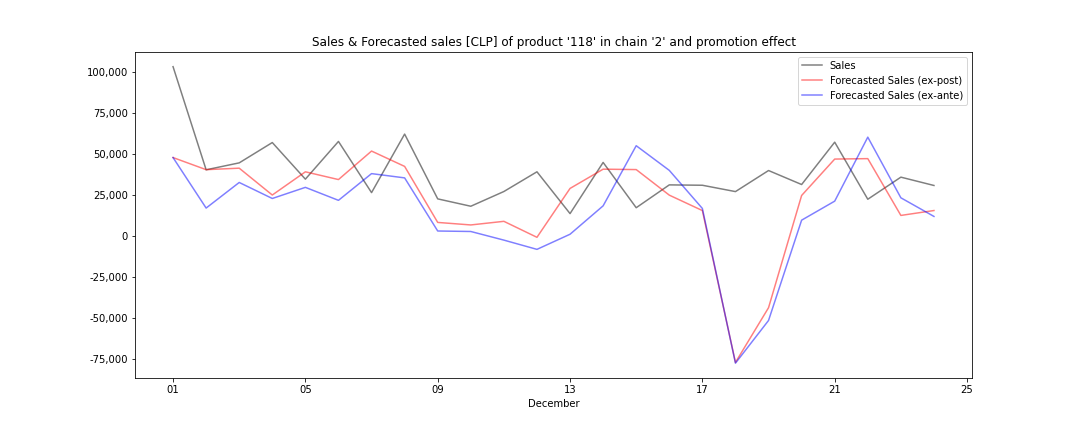 Sales & Forecasted sales [CLP] of product '118' in chain '2' and promotion effect
Sales
Forecasted Sales (ex-post)
Forecasted Sales (ex-ante)
100,000
75,000
50,000
25,000
0
-25,000
-50,000
-75,000
01 05 09 13 17 21 25
December